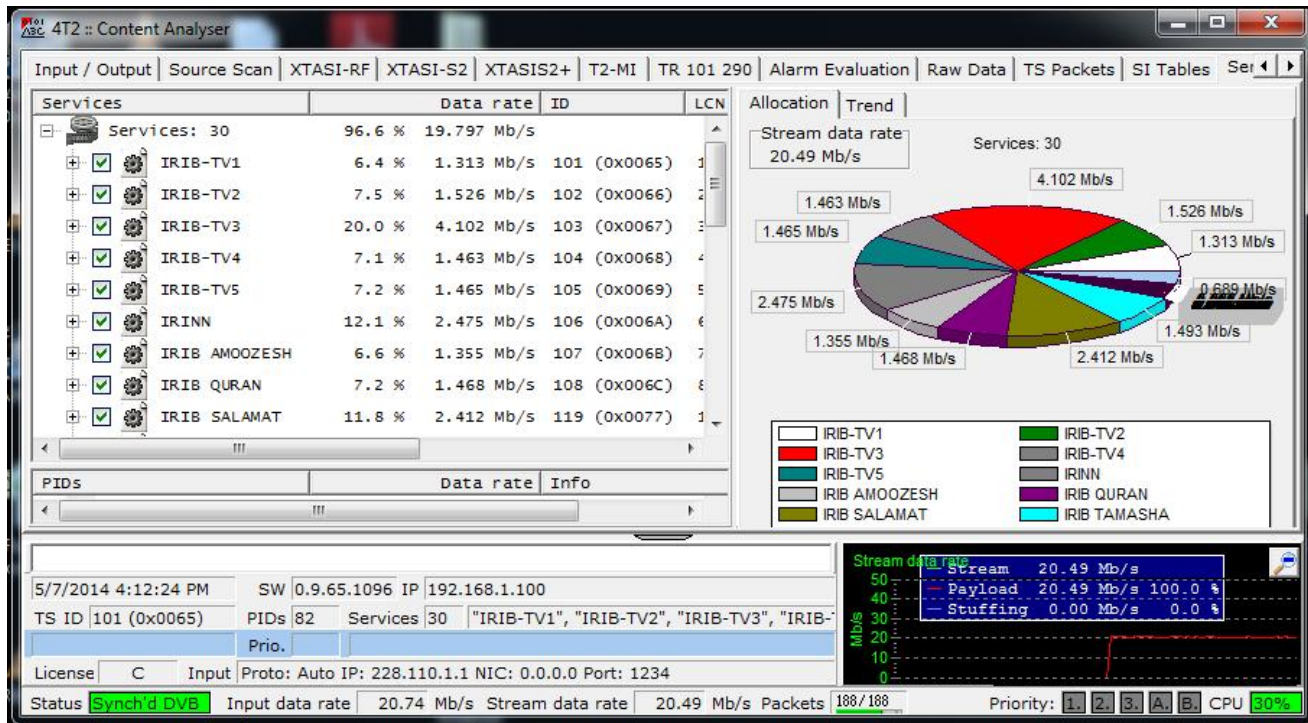 4T2 :: Content Analyser
Input / Output Source Scan XTASI-RF XTASI-S2 XTASIS2+ T2-MI TR 101 290 Alarm Evaluation Raw Data TS Packets SI Tables Ser
Services Data rate ID LCN
Services: 30 96.6 % 19.797 Mb/s
IRIB-TV1 6.4 % 1.313 Mb/s 101 (0x0065)
IRIB-TV2 7.5 % 1.526 Mb/s 102 (0x0066)
IRIB-TV3 20.0 % 4.102 Mb/s 103 (0x0067)
IRIB-TV4 7.1 % 1.463 Mb/s 104 (0x0068)
IRIB-TV5 7.2 % 1.465 Mb/s 105 (0x0069)
IRINN 12.1 % 2.475 Mb/s 106 (0x006A)
IRIB AMOOZESH 6.6 % 1.355 Mb/s 107 (0x006B)
IRIB QURAN 7.2 % 1.468 Mb/s 108 (0x006C)
IRIB SALAMAT 11.8 % 2.412 Mb/s 119 (0x0077)
PIDs Data rate Info
Allocation Trend
Stream data rate
20.49 Mb/s
Services: 30
4.102 Mb/s
1.463 Mb/s
1.526 Mb/s
1.465 Mb/s
1.313 Mb/s
0.689 Mb/s
2.475 Mb/s
1.493 Mb/s
1.355 Mb/s
1.468 Mb/s
2.412 Mb/s
IRIB-TV1 IRIB-TV2
IRIB-TV3 IRIB-TV4
IRIB-TV5 IRINN
IRIB AMOOZESH IRIB QURAN
IRIB SALAMAT IRIB TAMASHA
5/7/2014 4:12:24 PM SW 0.9.65.1096 IP 192.168.1.100
TS ID 101 (0x0065) PIDs 82 Services 30 "IRIB-TV1", "IRIB-TV2", "IRIB-TV3", "IRIB-
Prio.
License C Input Proto: Auto IP: 228.110.1.1 NIC: 0.0.0.0 Port: 1234
Stream data rate
Stream 20.49 Mb/s
Payload 20.49 Mb/s 100.0 %
Stuffing 0.00 Mb/s 0.0 %
Mb/s
50
40
30
20
10
0
Status Synch'd DVB Input data rate 20.74 Mb/s Stream data rate 20.49 Mb/s Packets 188/188 Priority: 1. 2. 3. A. B. CPU 30%